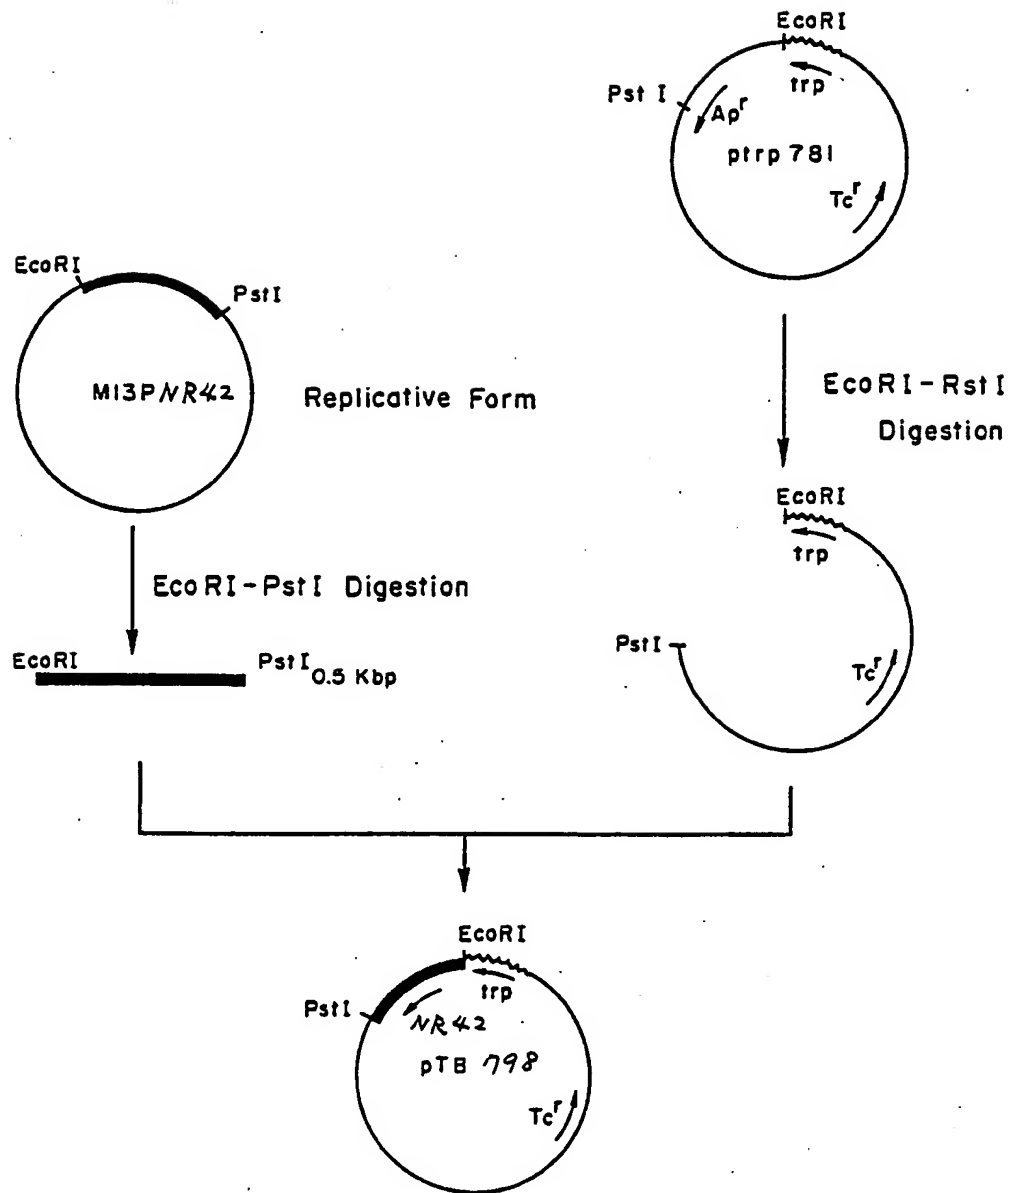 EcoRI
trp
Pst I
Apr
ptrp 781
Tcr
EcoRI
PstI
M13PNR42
Replicative Form
EcoRI-RstI
Digestion
EcoRI-PstI Digestion
EcoRI
PstI
0.5 Kbp
EcoRI
trp
PstI
Tcr
EcoRI
trp
PstI
NR42
pTB 798
Tcr